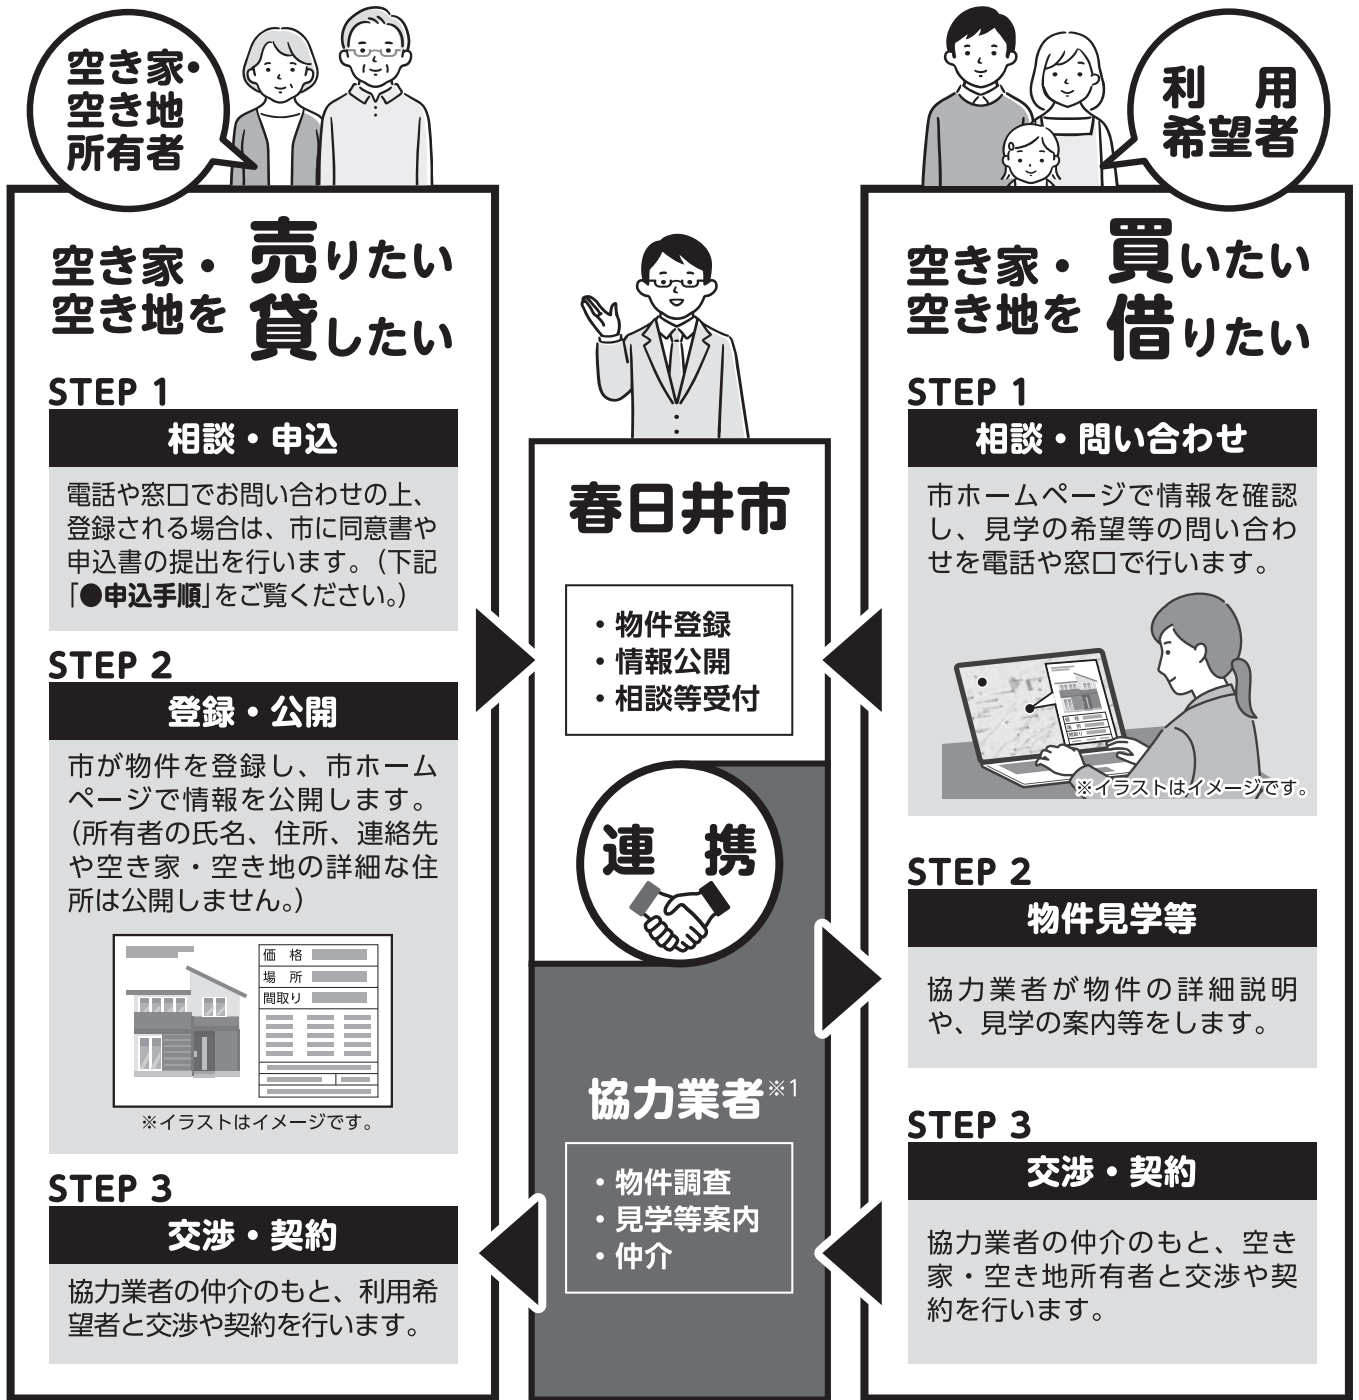 空き家・
空き地
所有者
空き家・
空き地を
売りたい
貸したい
STEP 1
相談・申込
電話や窓口でお問い合わせの上、
登録される場合は、市に同意書や
申込書の提出を行います。（下記
「●申込手順」をご覧ください。）
STEP 2
登録・公開
市が物件を登録し、市ホーム
ページで情報を公開します。
（所有者の氏名、住所、連絡先
や空き家・空き地の詳細な住
所は公開しません。）
価　格
場　所
間取り
※イラストはイメージです。
STEP 3
交渉・契約
協力業者の仲介のもと、利用希
望者と交渉や契約を行います。
春日井市
・物件登録
・情報公開
・相談等受付
連　携
協力業者※1
・物件調査
・見学等案内
・仲介
利　用
希望者
空き家・
空き地を
買いたい
借りたい
STEP 1
相談・問い合わせ
市ホームページで情報を確認
し、見学の希望等の問い合わ
せを電話や窓口で行います。
価　格
場　所
間取り
※イラストはイメージです。
STEP 2
物件見学等
協力業者が物件の詳細説明
や、見学の案内等をします。
STEP 3
交渉・契約
協力業者の仲介のもと、空き
家・空き地所有者と交渉や契
約を行います。